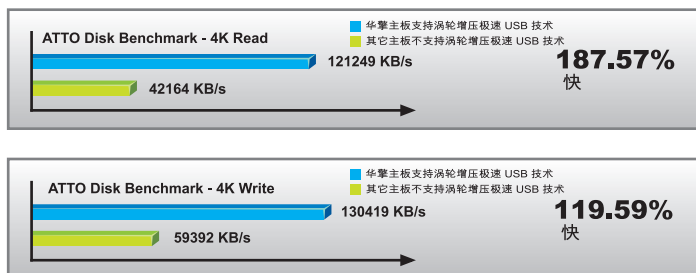 华擎主板支持涡轮增压极速 USB 技术
ATTO Disk Benchmark - 4K Read
其它主板不支持涡轮增压极速 USB 技术
121249 KB/s
187.57%
快
42164 KB/s
华擎主板支持涡轮增压极速 USB 技术
ATTO Disk Benchmark - 4K Write
其它主板不支持涡轮增压极速 USB 技术
130419 KB/s
119.59%
快
59392 KB/s